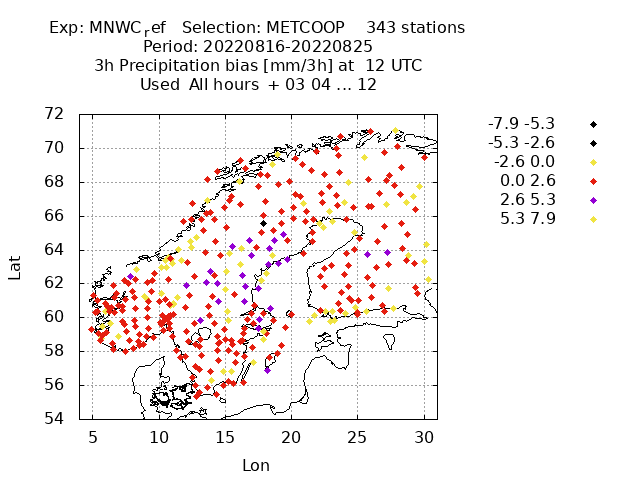 Exp: MNWC_ref Selection: METCOOP 343 stations
Period: 20220816-20220825
3h Precipitation bias [mm/3h] at 12 UTC
Used All hours + 03 04 ... 12
-7.9 -5.3
-5.3 -2.6
-2.6 0.0
0.0 2.6
2.6 5.3
5.3 7.9
72
70
68
66
64
62
60
58
56
54
Lat
5 10 15 20 25 30
Lon